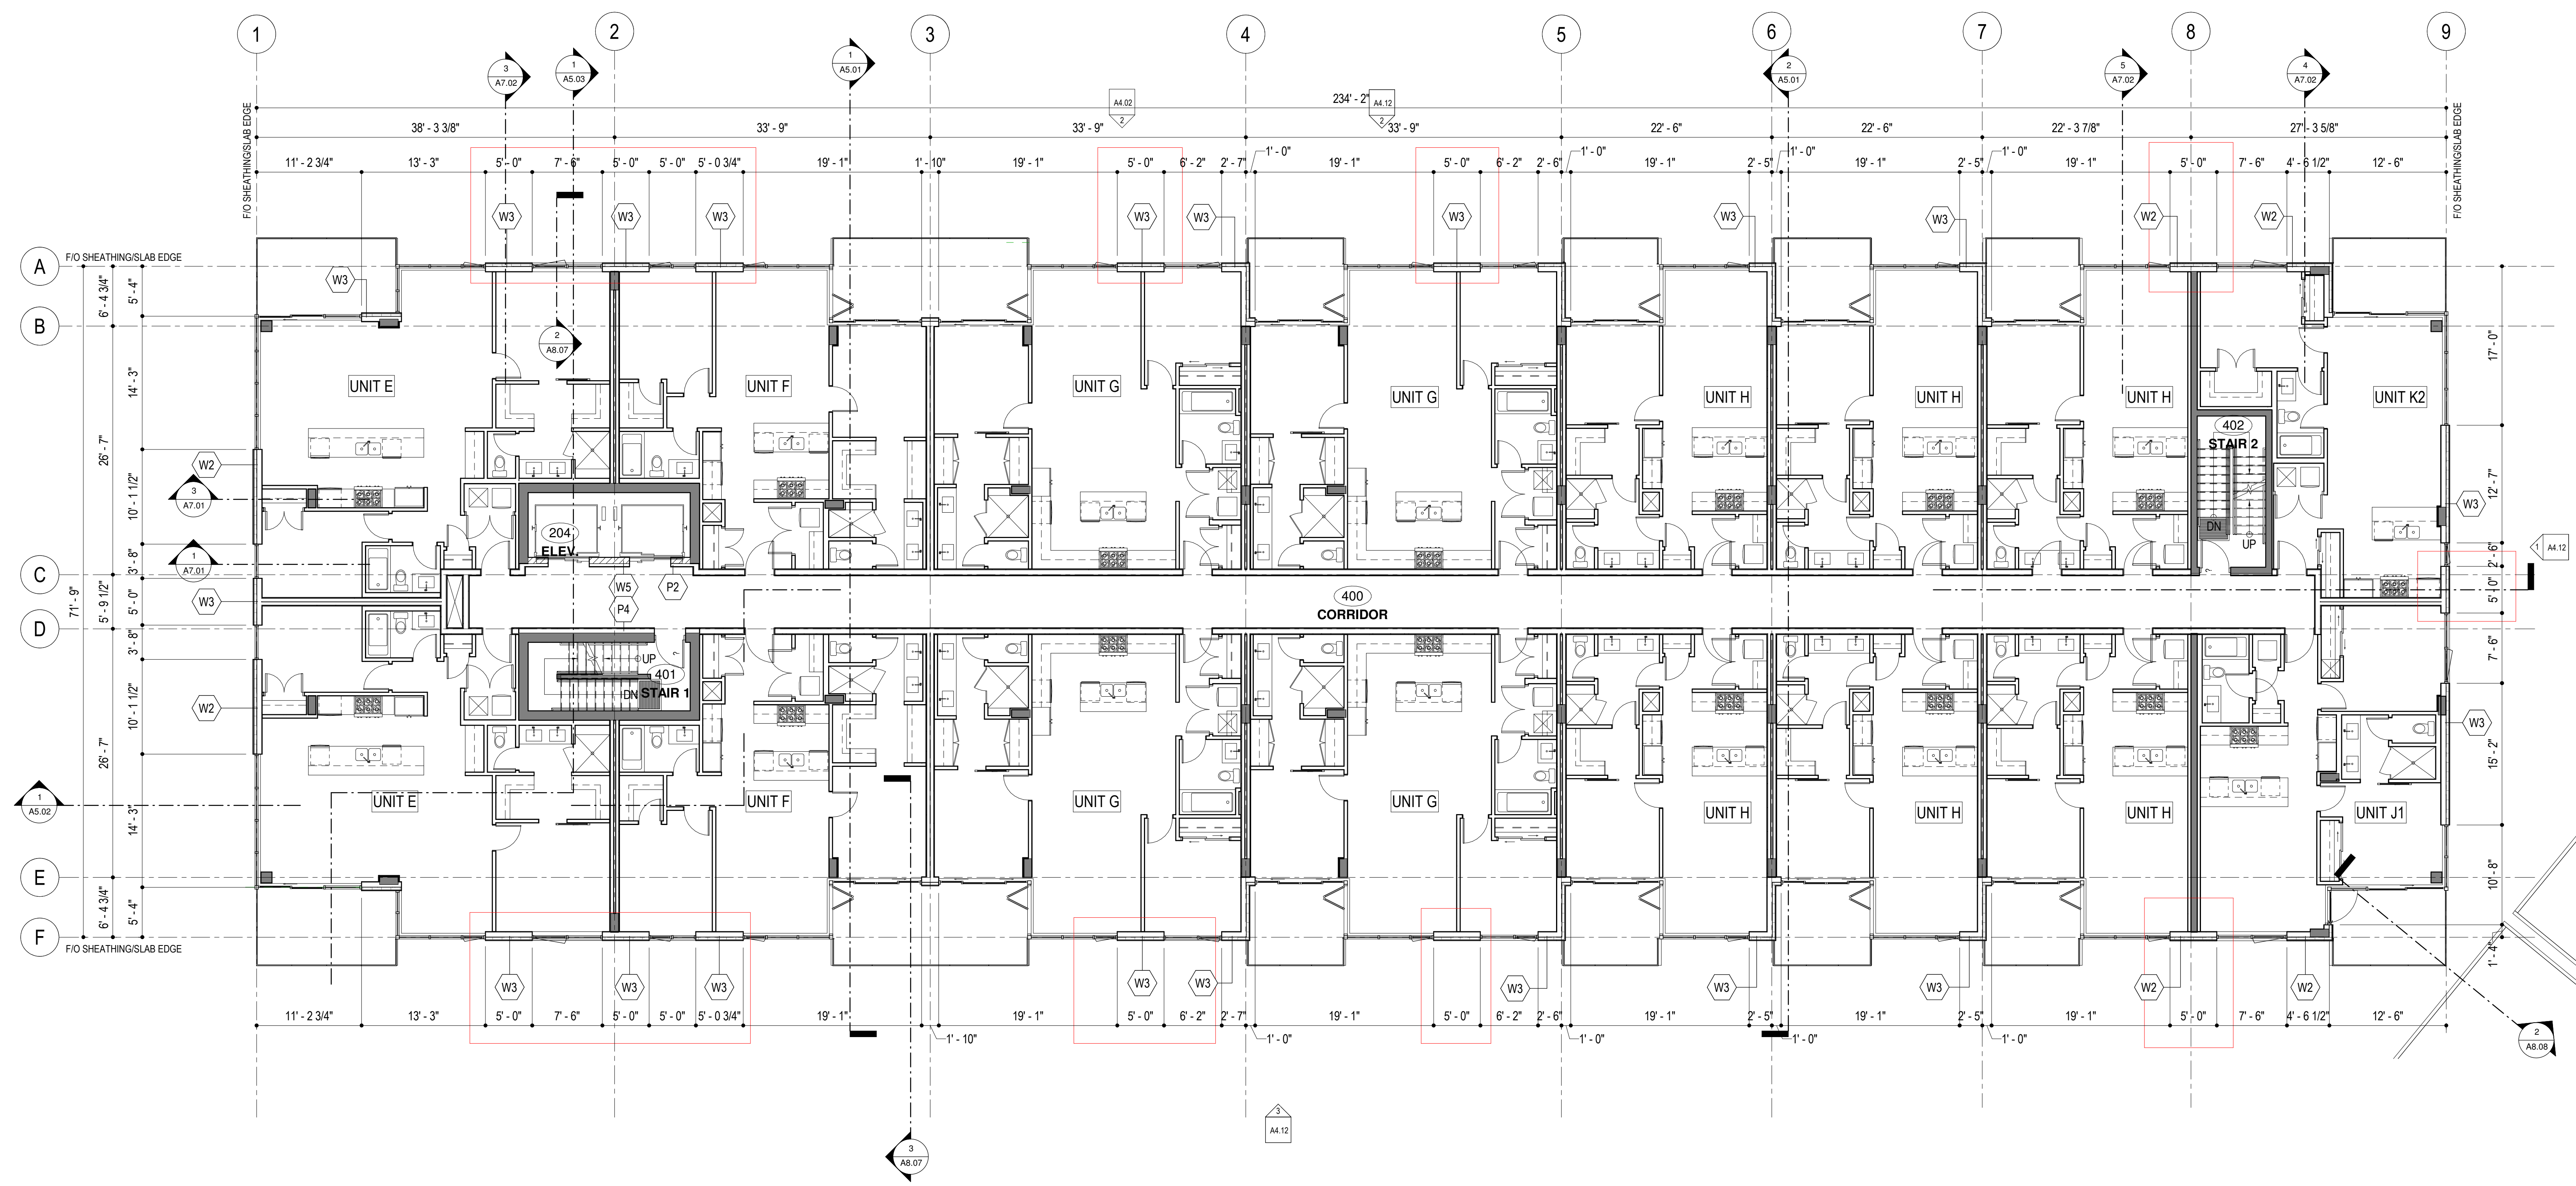 1 2 3 4 5 6 7 8 9
3 A7.02
1 A5.03
1 A5.01
2 A5.01
5 A7.02
4 A7.02
A4.02 2
A4.12 2
234' - 2"
38' - 3 3/8" 33' - 9" 33' - 9" 33' - 9" 22' - 6" 22' - 6" 22' - 3 7/8" 27' - 3 5/8"
1' - 0" 1' - 0" 1' - 0" 1' - 0"
11' - 2 3/4" 13' - 3" 5' - 0" 7' - 6" 5' - 0" 5' - 0" 5' - 0 3/4" 19' - 1" 1' - 10" 19' - 1" 5' - 0" 6' - 2" 2' - 7" 19' - 1" 5' - 0" 6' - 2" 2' - 6" 19' - 1" 2' - 5" 19' - 1" 2' - 5" 19' - 1" 5' - 0" 7' - 6" 4' - 6 1/2" 12' - 6"
F/O SHEATHING/SLAB EDGE
F/O SHEATHING/SLAB EDGE
W3 W3 W3 W3 W3 W3 W3 W3 W2 W2
A
F/O SHEATHING/SLAB EDGE
W3
B
6' - 4 3/4" 5' - 4"
2 A8.07
17' - 0"
14' - 3"
UNIT E UNIT F UNIT G UNIT G UNIT H UNIT H UNIT H UNIT K2
402
STAIR 2
26' - 7"
W2
3 A7.01
10' - 1 1/2"
12' - 7"
W3
204
ELEV.
DN
UP
?
1 A7.01
3' - 8"
2' - 6"
1 A4.12
C
W5 P2
P4
W3
400
CORRIDOR
71' - 9"
5' - 9 1/2" 5' - 0"
5' - 0"
D
3' - 8"
7' - 6"
UP
?
401
DN STAIR 1
W2
10' - 1 1/2"
W3
26' - 7"
15' - 2"
1 A5.02
14' - 3"
UNIT E UNIT F UNIT G UNIT G UNIT H UNIT H UNIT H UNIT J1
E
6' - 4 3/4" 5' - 4"
10' - 8"
F
F/O SHEATHING/SLAB EDGE
1' - 4"
W3 W3 W3 W3 W3 W3 W3 W3 W2 W2
11' - 2 3/4" 13' - 3" 5' - 0" 7' - 6" 5' - 0" 5' - 0" 5' - 0 3/4" 19' - 1" 19' - 1" 5' - 0" 6' - 2" 2' - 7" 19' - 1" 5' - 0" 6' - 2" 2' - 6" 19' - 1" 2' - 5" 19' - 1" 2' - 5" 19' - 1" 5' - 0" 7' - 6" 4' - 6 1/2" 12' - 6"
1' - 10" 1' - 0" 1' - 0" 1' - 0" 1' - 0"
2 A8.08
3 A4.12
3 A8.07